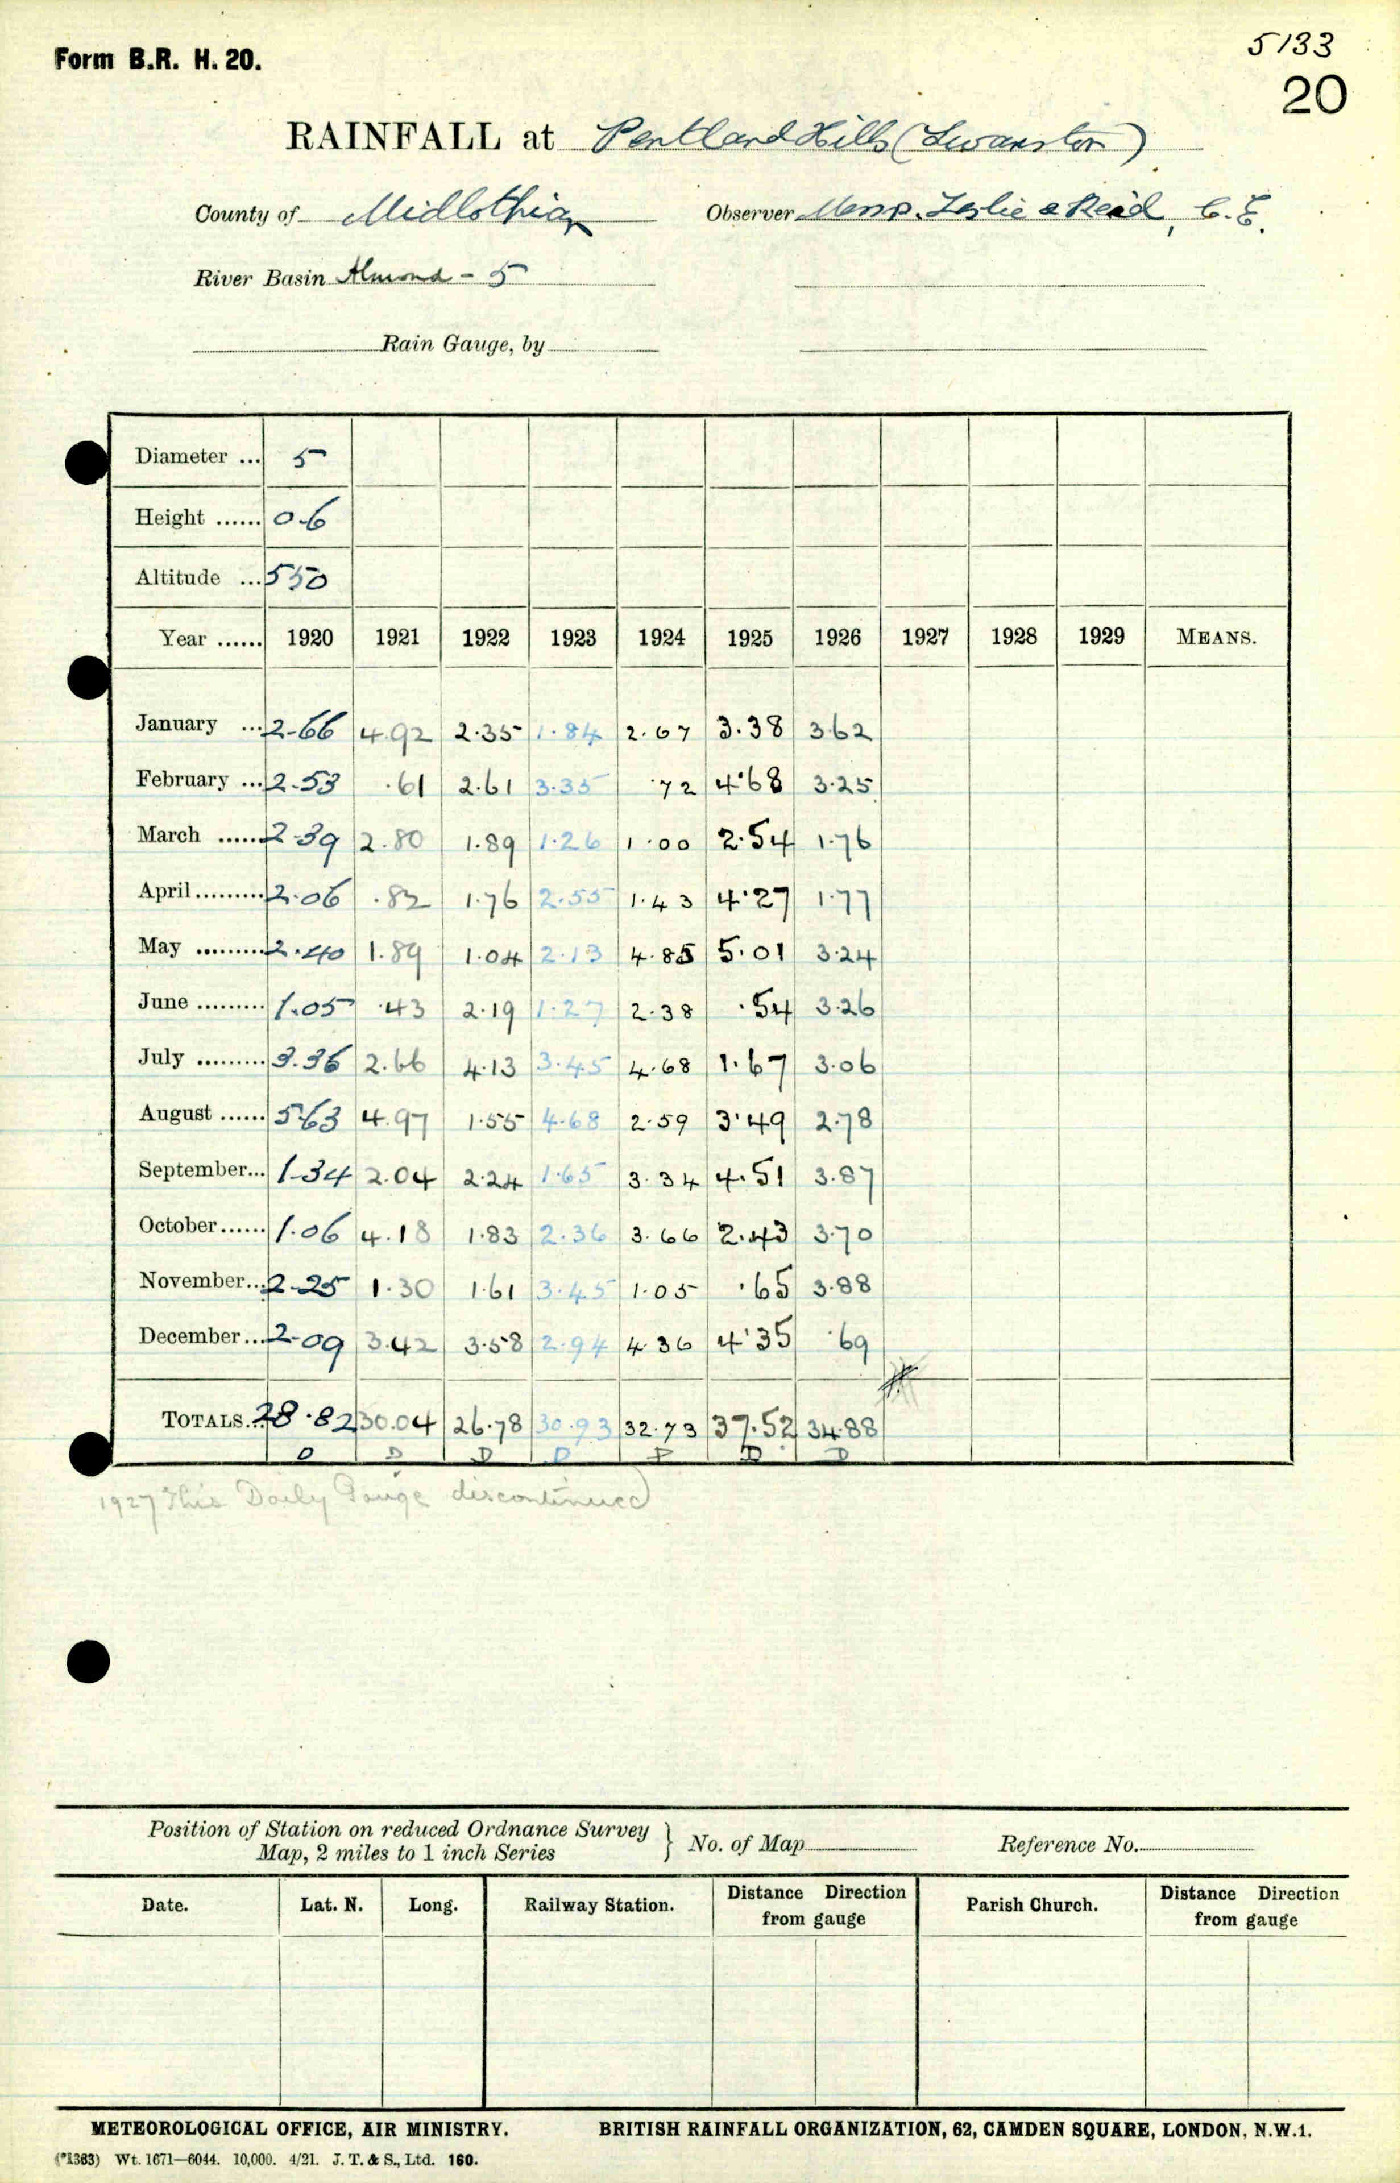 Form B.R. H. 20.
5133
20
RAINFALL at Pentland Hills (Swanston)
County of Midlothian Observer Messrs. Leslie & Reid, C.E.
River Basin Almond - 5
Rain Gauge, by
Diameter ... 5
Height ...... 0.6
Altitude ... 550
Year ...... 1920 1921 1922 1923 1924 1925 1926 1927 1928 1929 MEANS.
January ... 2.66 4.92 2.35 1.84 2.67 3.38 3.62
February ... 2.53 .61 2.61 3.35 .72 4.68 3.25
March ...... 2.39 2.80 1.89 1.26 1.00 2.54 1.76
April......... 2.06 .82 1.76 2.55 1.43 4.27 1.77
May ......... 2.40 1.89 1.04 2.13 4.85 5.01 3.24
June ......... 1.05 .43 2.19 1.27 2.38 .54 3.26
July ......... 3.36 2.66 4.13 3.45 4.68 1.67 3.06
August ...... 5.63 4.97 1.55 4.68 2.59 3.49 2.78
September... 1.34 2.04 2.24 1.65 3.34 4.51 3.87
October...... 1.06 4.18 1.83 2.36 3.66 2.43 3.70
November... 2.25 1.30 1.61 3.45 1.05 .65 3.88
December... 2.09 3.42 3.58 2.94 4.36 4.35 .69
TOTALS... 28.82 30.04 26.78 30.93 32.73 37.52 34.88
D D D D D D D
1927 This Daily Gauge discontinued
Position of Station on reduced Ordnance Survey
Map, 2 miles to 1 inch Series } No. of Map Reference No.
Date. Lat. N. Long. Railway Station. Distance Direction from gauge Parish Church. Distance Direction from gauge
METEOROLOGICAL OFFICE, AIR MINISTRY. BRITISH RAINFALL ORGANIZATION, 62, CAMDEN SQUARE, LONDON, N.W.1.
(*1383) Wt. 1671—6044. 10,000. 4/21. J. T. & S., Ltd. 160.